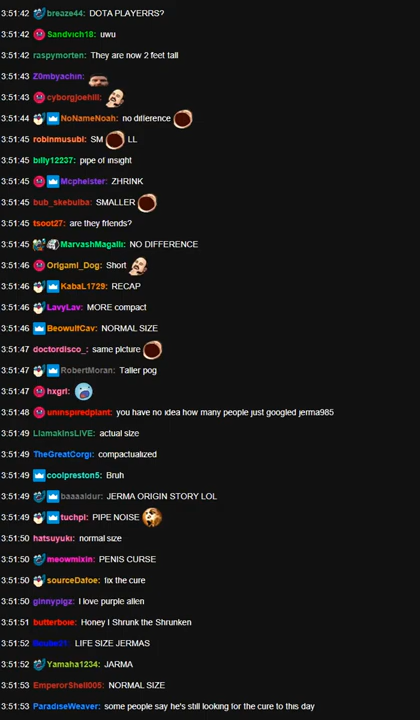 3:51:42 breaze44: DOTA PLAYERRS?
3:51:42 Sandvich18: uwu
3:51:42 raspymorten: They are now 2 feet tall
3:51:43 Z0mbyachin:
3:51:43 cyborgjoehill:
3:51:44 NoNameNoah: no difference
3:51:45 robinmusubi: SM LL
3:51:45 billy12237: pipe of insight
3:51:45 Mcpheister: ZHRINK
3:51:45 bub_skebulba: SMALLER
3:51:45 tsoot27: are they friends?
3:51:45 MarvashMagalli: NO DIFFERENCE
3:51:46 Origami_Dog: Short
3:51:46 KabaL1729: RECAP
3:51:46 LavyLav: MORE compact
3:51:46 BeowulfCav: NORMAL SIZE
3:51:47 doctordisco_: same picture
3:51:47 RobertMoran: Taller pog
3:51:47 hxgrl:
3:51:48 uninspiredplant: you have no idea how many people just googled jerma985
3:51:49 LlamakinsLIVE: actual size
3:51:49 TheGreatCorgi: compactualized
3:51:49 coolpreston5: Bruh
3:51:49 baaaaldur: JERMA ORIGIN STORY LOL
3:51:49 tuchpl: PIPE NOISE
3:51:50 hatsuyuki: normal size
3:51:50 meowmixin: PENIS CURSE
3:51:50 sourceDafoe: fix the cure
3:51:50 ginnypigz: I love purple allen
3:51:51 butterboie: Honey I Shrunk the Shrunken
3:51:52 LIFE SIZE JERMAS
3:51:52 Yamaha1234: JARMA
3:51:53 EmperorShell005: NORMAL SIZE
3:51:53 ParadiseWeaver: some people say he's still looking for the cure to this day